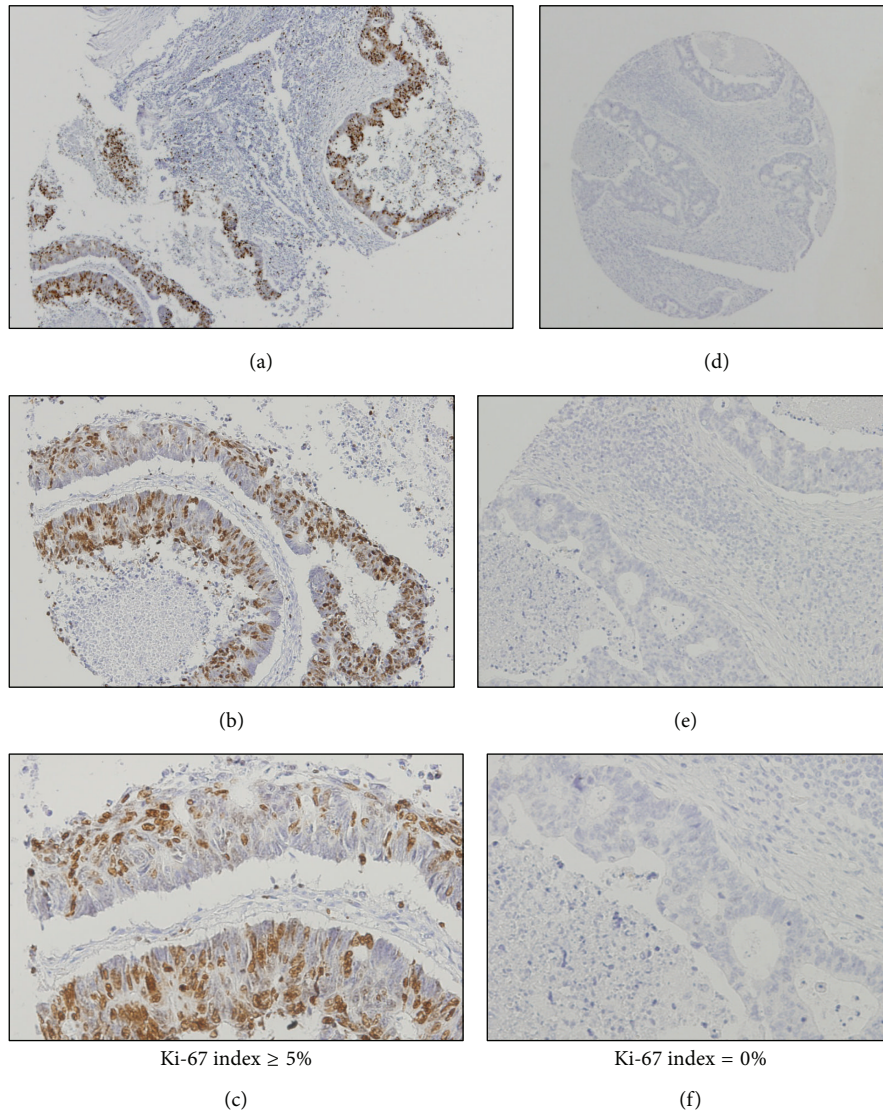 (a)
(d)
(b)
(e)
Ki-67 index ≥ 5%
Ki-67 index = 0%
(c)
(f)